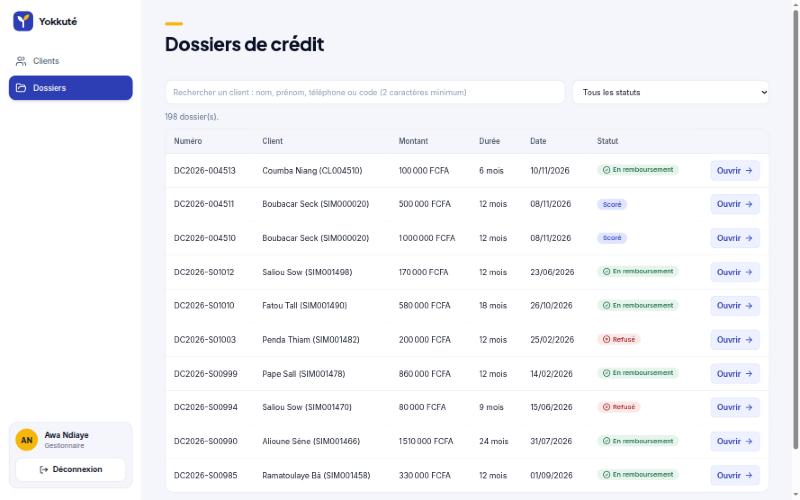 Yokkuté
Clients
Dossiers
Dossiers de crédit
Rechercher un client : nom, prénom, téléphone ou code (2 caractères minimum)
Tous les statuts
198 dossier(s).
Numéro Client Montant Durée Date Statut
DC2026-004513 Coumba Niang (CL004510) 100 000 FCFA 6 mois 10/11/2026 En remboursement Ouvrir →
DC2026-004511 Boubacar Seck (SIM000020) 500 000 FCFA 12 mois 08/11/2026 Scoré Ouvrir →
DC2026-004510 Boubacar Seck (SIM000020) 1 000 000 FCFA 12 mois 08/11/2026 Scoré Ouvrir →
DC2026-S01012 Saliou Sow (SIM001498) 170 000 FCFA 12 mois 23/06/2026 En remboursement Ouvrir →
DC2026-S01010 Fatou Tall (SIM001490) 580 000 FCFA 18 mois 26/10/2026 En remboursement Ouvrir →
DC2026-S01003 Penda Thiam (SIM001482) 200 000 FCFA 12 mois 25/02/2026 Refusé Ouvrir →
DC2026-S00999 Pape Sall (SIM001478) 860 000 FCFA 12 mois 14/02/2026 En remboursement Ouvrir →
DC2026-S00994 Saliou Sow (SIM001470) 80 000 FCFA 9 mois 15/06/2026 Refusé Ouvrir →
DC2026-S00990 Alioune Sène (SIM001466) 1 510 000 FCFA 24 mois 31/07/2026 En remboursement Ouvrir →
DC2026-S00985 Ramatoulaye Bâ (SIM001458) 330 000 FCFA 12 mois 01/09/2026 En remboursement Ouvrir →
AN
Awa Ndiaye
Gestionnaire
Déconnexion